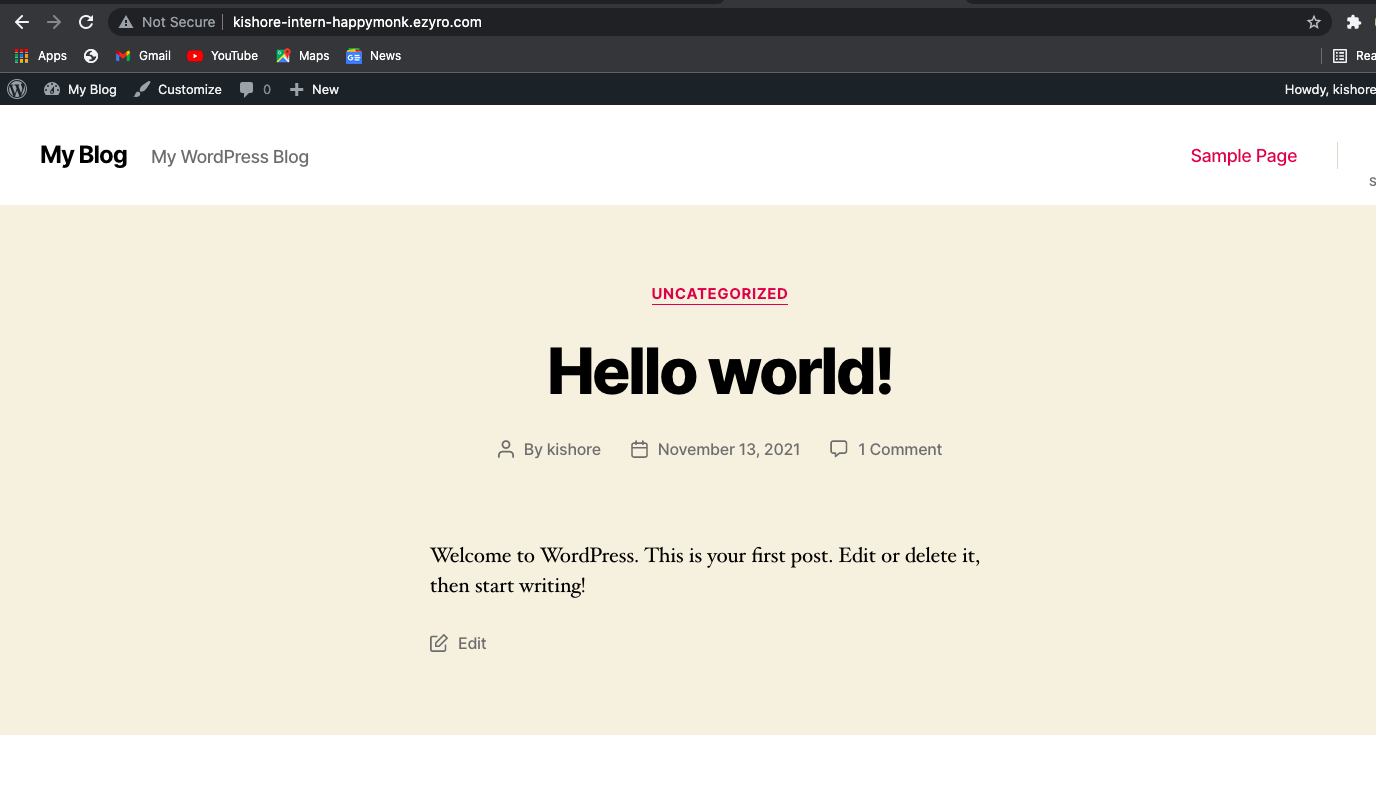 Not Secure kishore-intern-happymonk.ezyro.com
Apps Gmail YouTube Maps GE News Rea
My Blog Customize 0 New Howdy, kishore
My Blog My WordPress Blog Sample Page
S
UNCATEGORIZED
Hello world!
By kishore November 13, 2021 1 Comment
Welcome to WordPress. This is your first post. Edit or delete it,
then start writing!
Edit